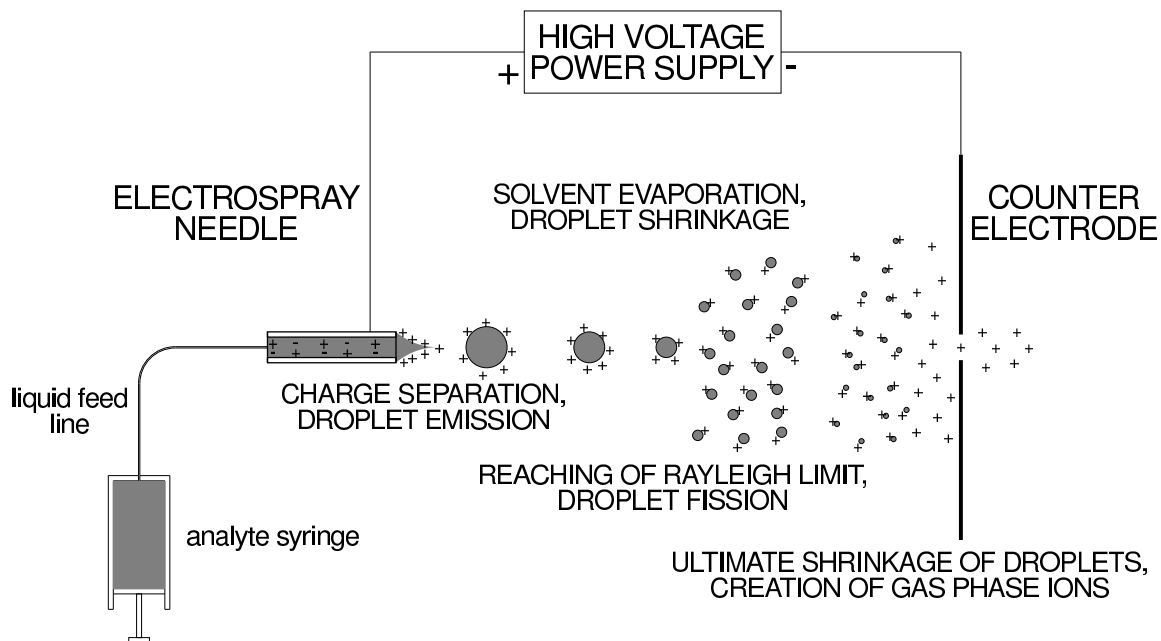 HIGH VOLTAGE
POWER SUPPLY
+
-
ELECTROSPRAY
NEEDLE
SOLVENT EVAPORATION,
DROPLET SHRINKAGE
COUNTER
ELECTRODE
CHARGE SEPARATION,
DROPLET EMISSION
liquid feed
line
REACHING OF RAYLEIGH LIMIT,
DROPLET FISSION
analyte syringe
ULTIMATE SHRINKAGE OF DROPLETS,
CREATION OF GAS PHASE IONS